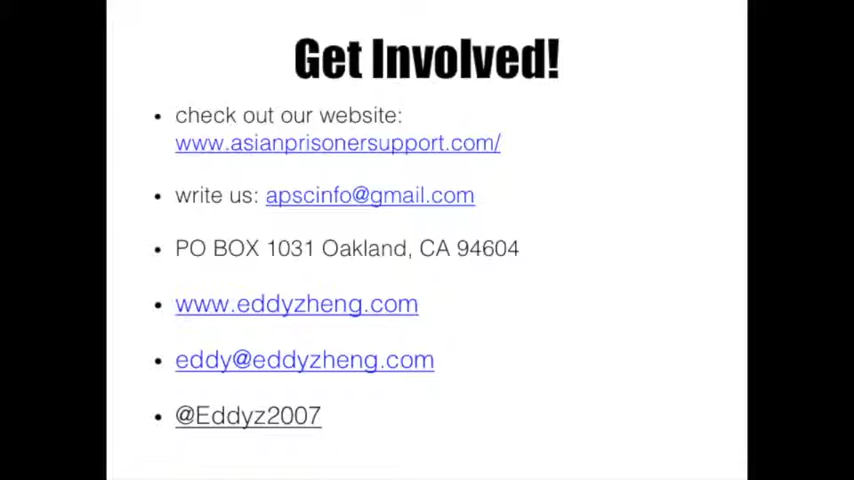 Get Involved!
• check out our website:
www.asianprisonersupport.com/
• write us: apscinfo@gmail.com
• PO BOX 1031 Oakland, CA 94604
• www.eddyzheng.com
• eddy@eddyzheng.com
• @Eddyz2007